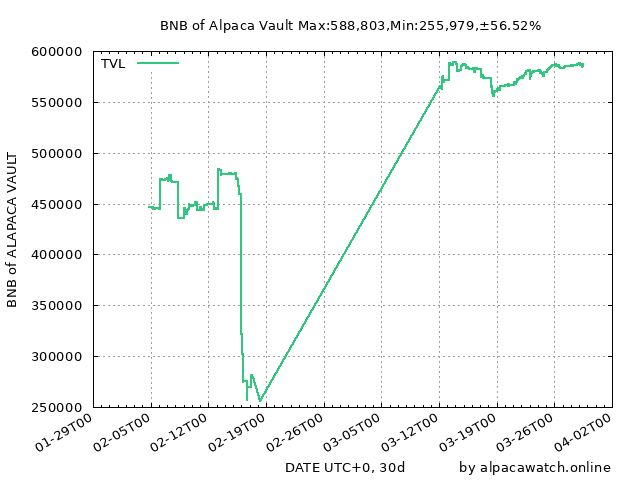 BNB of Alpaca Vault Max:588,803,Min:255,979,±56.52%
TVL
600000
550000
500000
450000
400000
350000
300000
250000
BNB of ALAPACA VAULT
01-29T00
02-05T00
02-12T00
02-19T00
02-26T00
03-05T00
03-12T00
03-19T00
03-26T00
04-02T00
DATE UTC+0, 30d
by alpacawatch.online